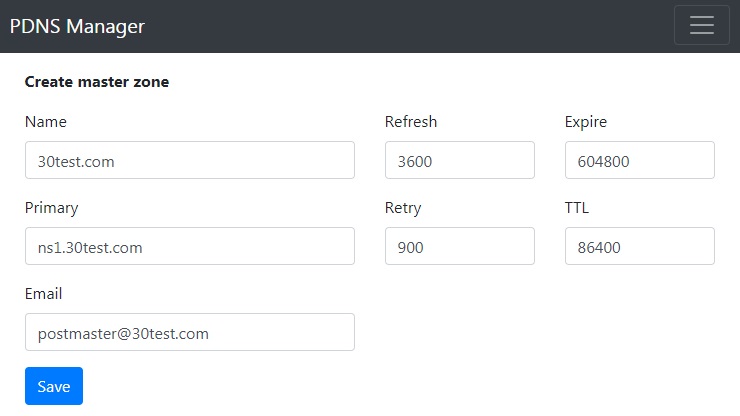 PDNS Manager
Create master zone
Name Refresh Expire
30test.com 3600 604800
Primary Retry TTL
ns1.30test.com 900 86400
Email
postmaster@30test.com
Save